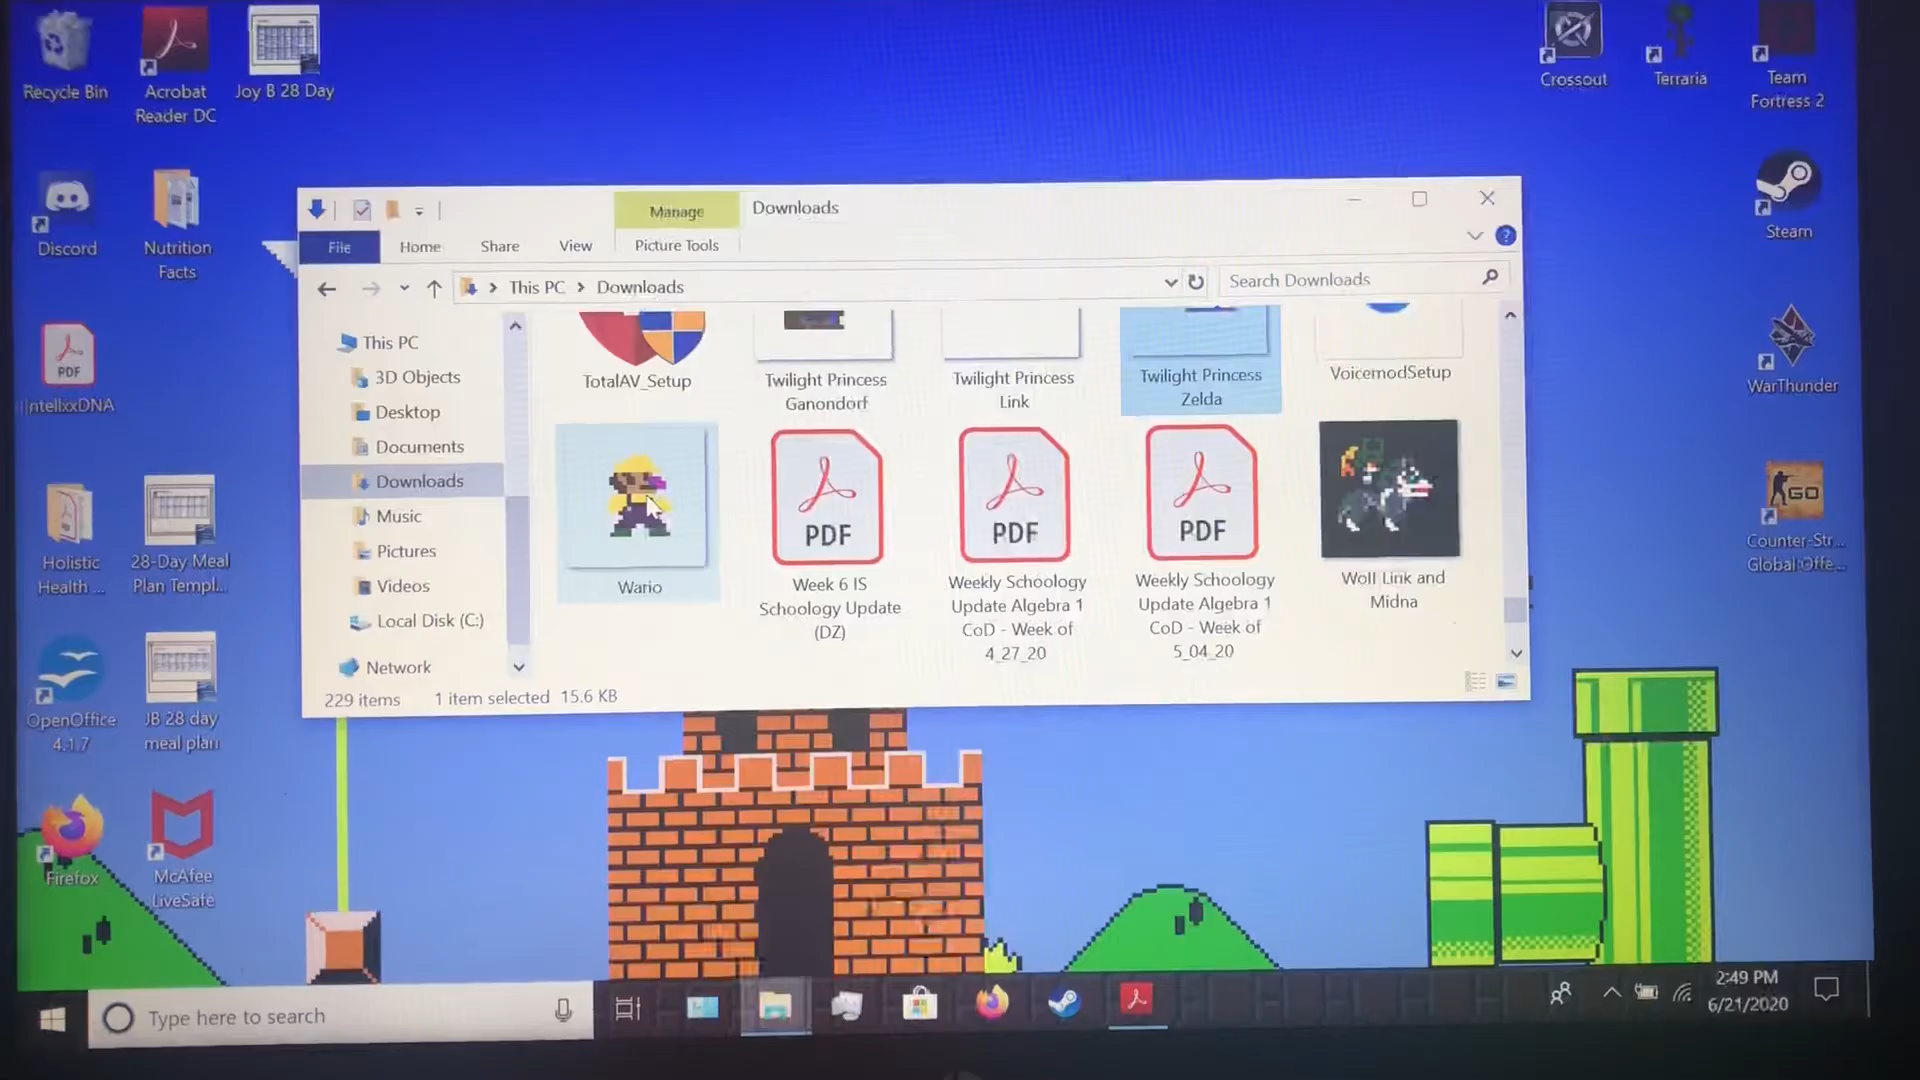 Recycle Bin
Acrobat
Reader DC
Joy B 28 Day
Crossout
Terraria
Team
Fortress 2
Discord
Nutrition
Facts
Steam
IntellxxDNA
WarThunder
Holistic
Health ...
28-Day Meal
Plan Templ...
GO
Counter-Str...
Global Offe...
OpenOffice
4.1.7
JB 28 day
meal plan
Firefox
McAfee
LiveSafe
Manage
Downloads
File
Home
Share
View
Picture Tools
This PC
Downloads
Search Downloads
This PC
3D Objects
Desktop
Documents
Downloads
Music
Pictures
Videos
Local Disk (C:)
Network
TotalAV_Setup
Twilight Princess
Ganondorf
Twilight Princess
Link
Twilight Princess
Zelda
VoicemodSetup
Wario
PDF
Week 6 IS
Schoology Update
(DZ)
PDF
Weekly Schoology
Update Algebra 1
CoD - Week of
4_27_20
PDF
Weekly Schoology
Update Algebra 1
CoD - Week of
5_04_20
Wolf Link and
Midna
229 items
1 item selected 15.6 KB
PDF
Type here to search
2:49 PM
6/21/2020